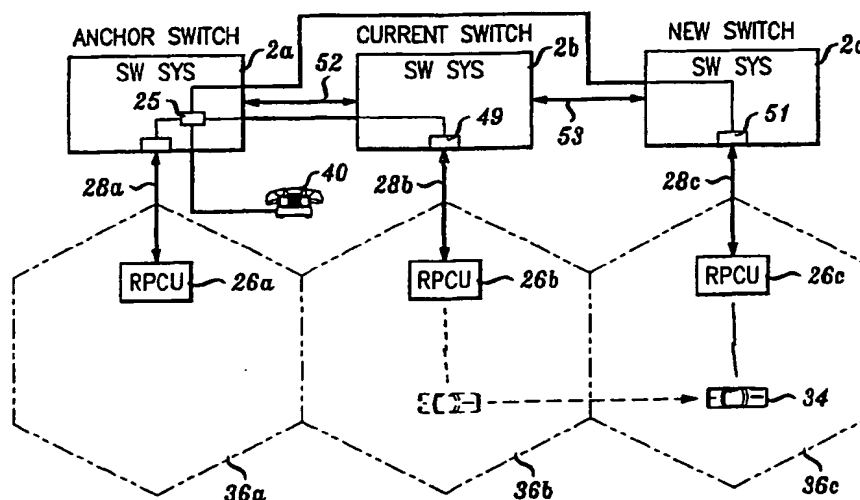 ANCHOR SWITCH
CURRENT SWITCH
NEW SWITCH
2a
2b
2c
SW SYS
SW SYS
SW SYS
52
25
49
53
51
28a
40
28b
28c
RPCU
26a
RPCU
26b
RPCU
26c
34
36a
36b
36c